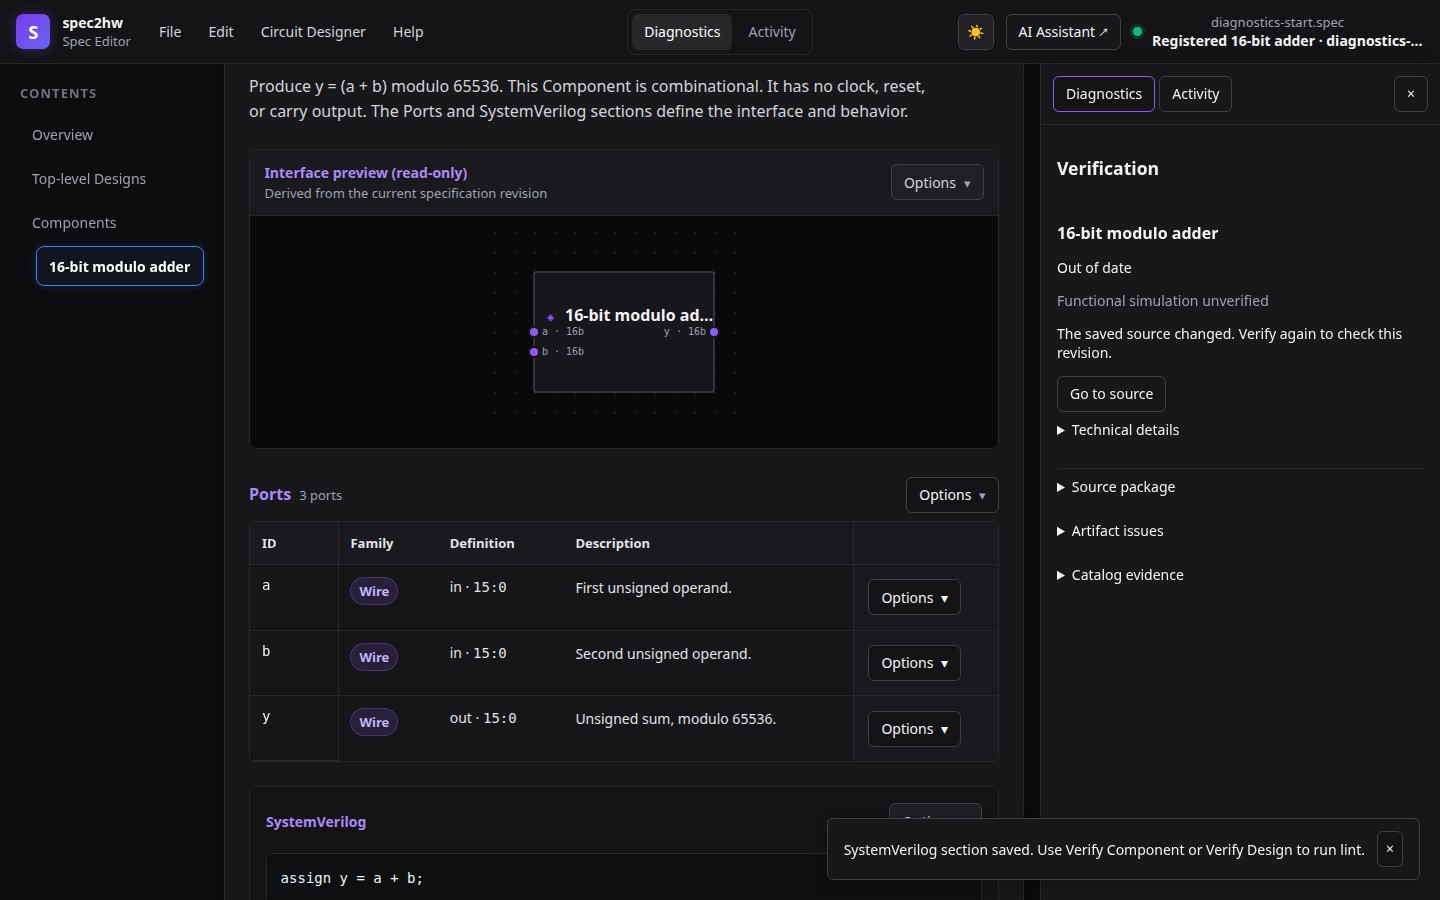 S
spec2hw
Spec Editor
File
Edit
Circuit Designer
Help
Diagnostics
Activity
AI Assistant ↗
diagnostics-start.spec
Registered 16-bit adder · diagnostics-...
CONTENTS
Overview
Top-level Designs
Components
16-bit modulo adder
Produce y = (a + b) modulo 65536. This Component is combinational. It has no clock, reset,
or carry output. The Ports and SystemVerilog sections define the interface and behavior.
Interface preview (read-only)
Derived from the current specification revision
Options ▾
16-bit modulo ad...
a · 16b
y · 16b
b · 16b
Ports 3 ports
Options ▾
ID Family Definition Description
a Wire in · 15:0 First unsigned operand. Options ▾
b Wire in · 15:0 Second unsigned operand. Options ▾
y Wire out · 15:0 Unsigned sum, modulo 65536. Options ▾
SystemVerilog
assign y = a + b;
Diagnostics
Activity
×
Verification
16-bit modulo adder
Out of date
Functional simulation unverified
The saved source changed. Verify again to check this
revision.
Go to source
▶ Technical details
▶ Source package
▶ Artifact issues
▶ Catalog evidence
SystemVerilog section saved. Use Verify Component or Verify Design to run lint.
×